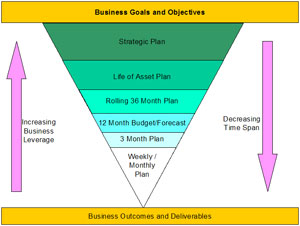 Business Goals and Objectives
Strategic Plan
Life of Asset Plan
Rolling 36 Month Plan
12 Month Budget/Forecast
3 Month Plan
Weekly /
Monthly
Plan
Increasing
Business
Leverage
Decreasing
Time Span
Business Outcomes and Deliverables